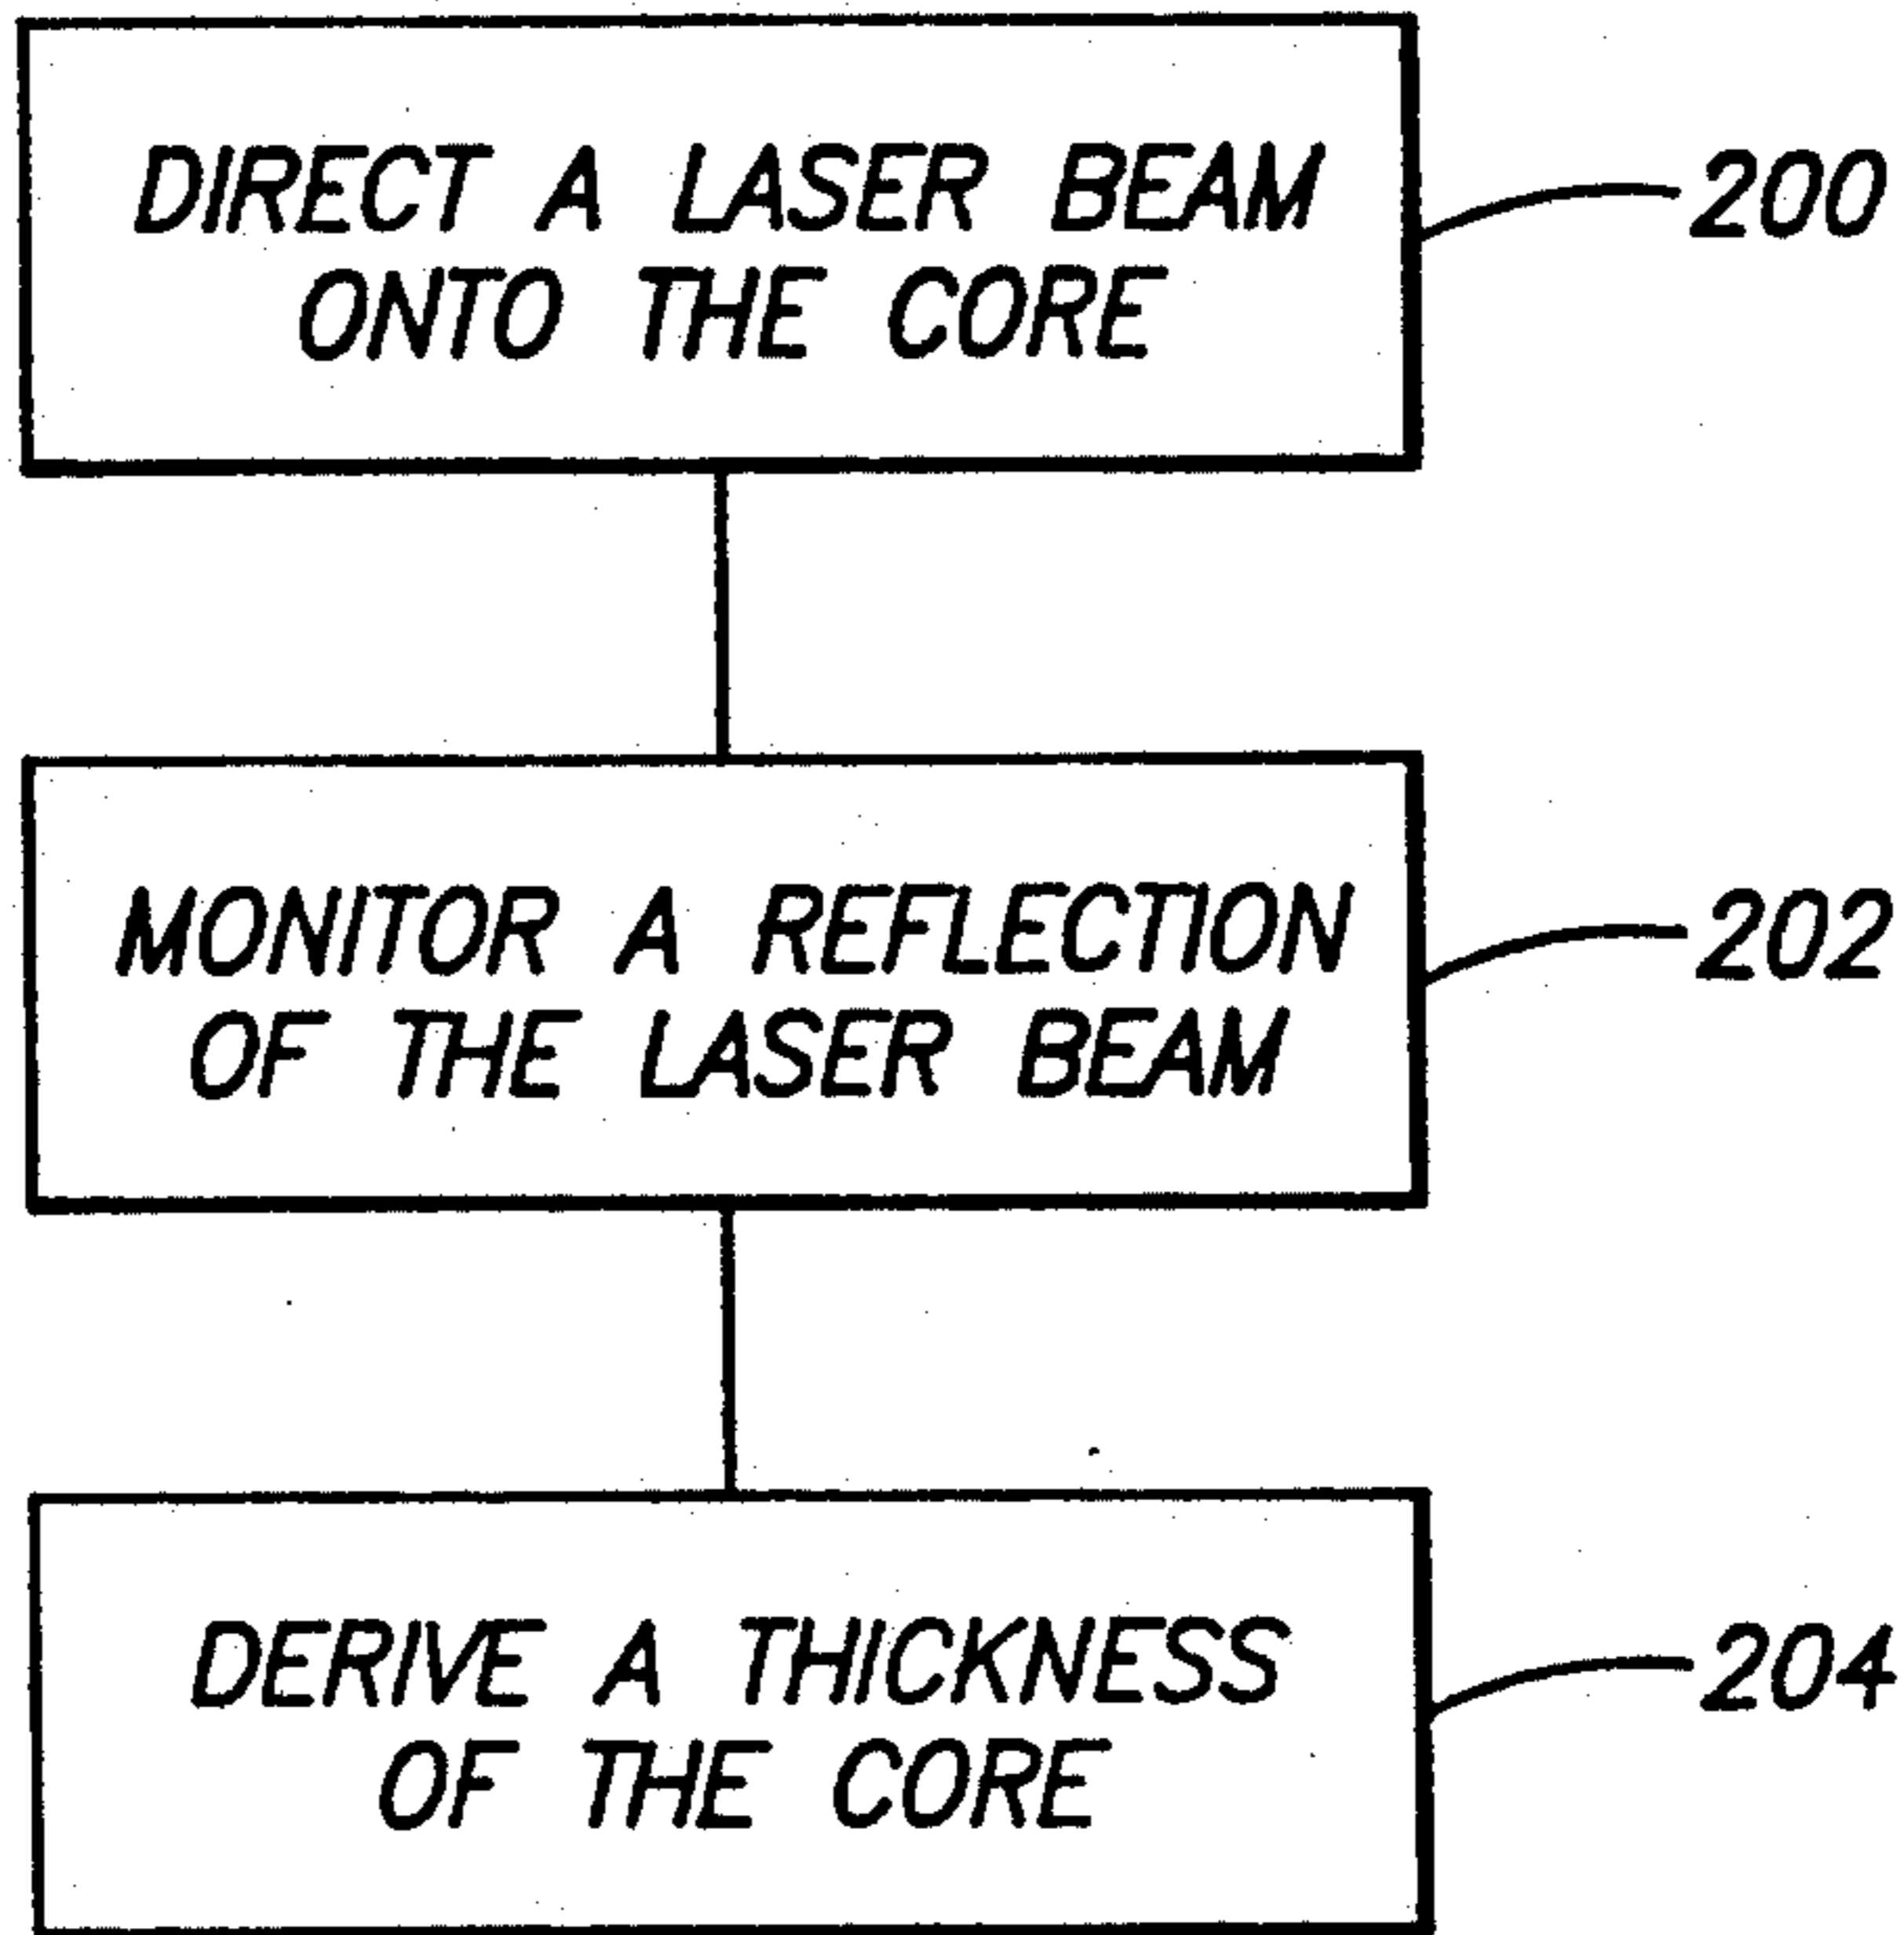 DIRECT A LASER BEAM
ONTO THE CORE
200
MONITOR A REFLECTION
OF THE LASER BEAM
202
DERIVE A THICKNESS
OF THE CORE
204